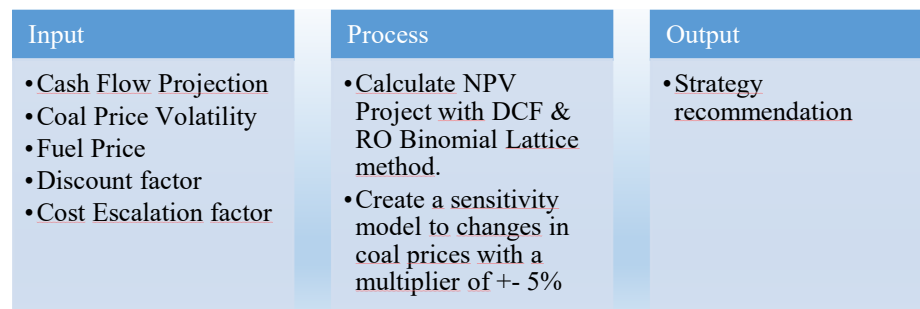 Input
•Cash Flow Projection
•Coal Price Volatility
•Fuel Price
•Discount factor
•Cost Escalation factor
Process
•Calculate NPV
Project with DCF &
RO Binomial Lattice
method.
•Create a sensitivity
model to changes in
coal prices with a
multiplier of +- 5%
Output
•Strategy
recommendation